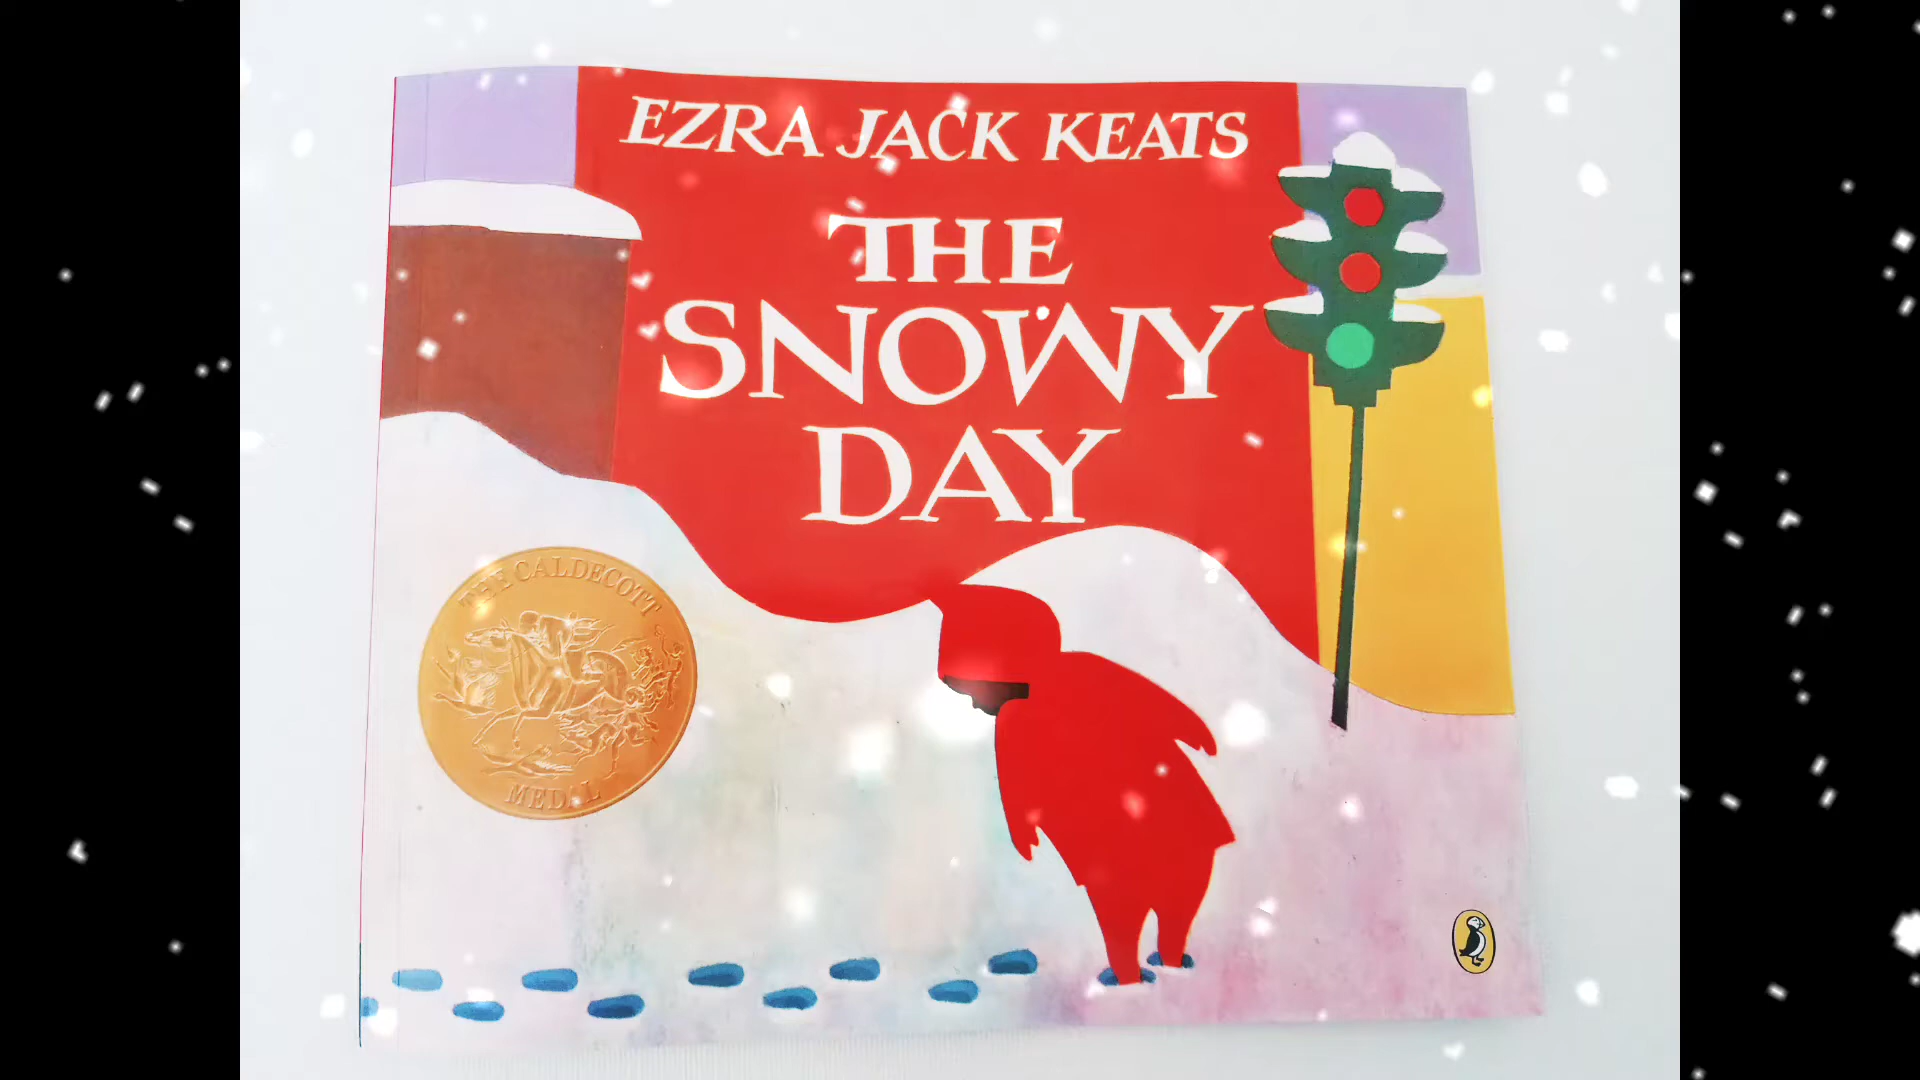 EZRA JACK KEATS
THE
SNOWY
DAY
THE CALDECOTT
MEDAL